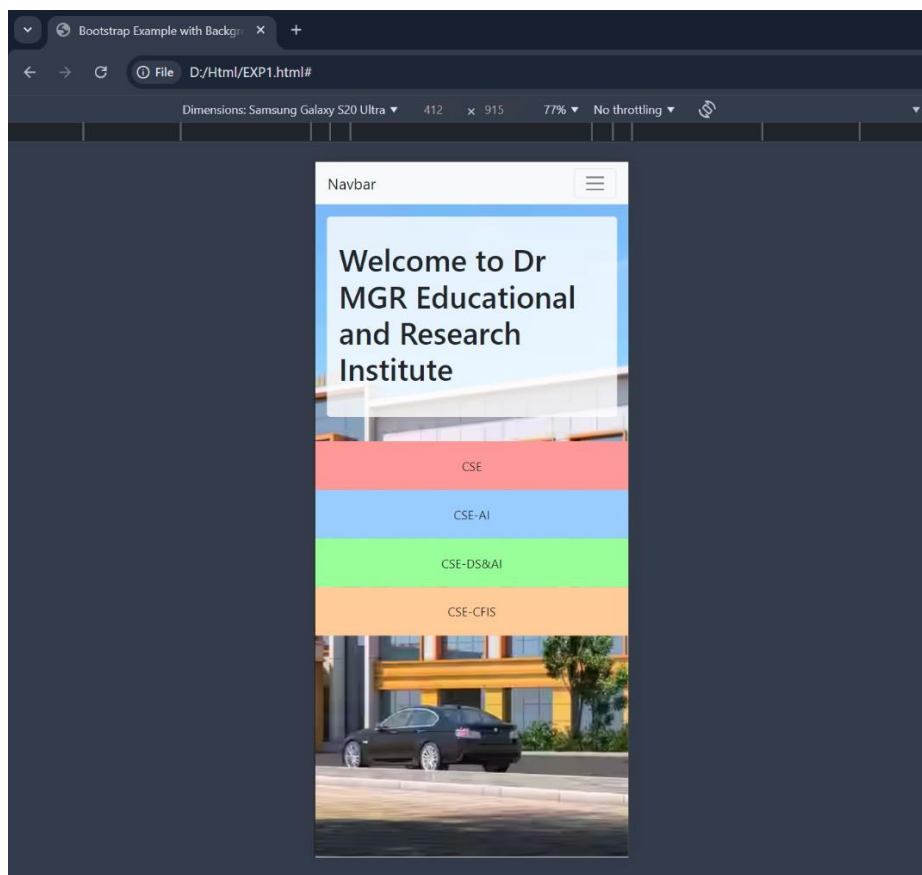 Bootstrap Example with Backgr
File D:/Html/EXP1.html#
Dimensions: Samsung Galaxy S20 Ultra ▼ 412 x 915 77% ▼ No throttling ▼
Navbar
Welcome to Dr
MGR Educational
and Research
Institute
CSE
CSE-AI
CSE-DS&AI
CSE-CFIS